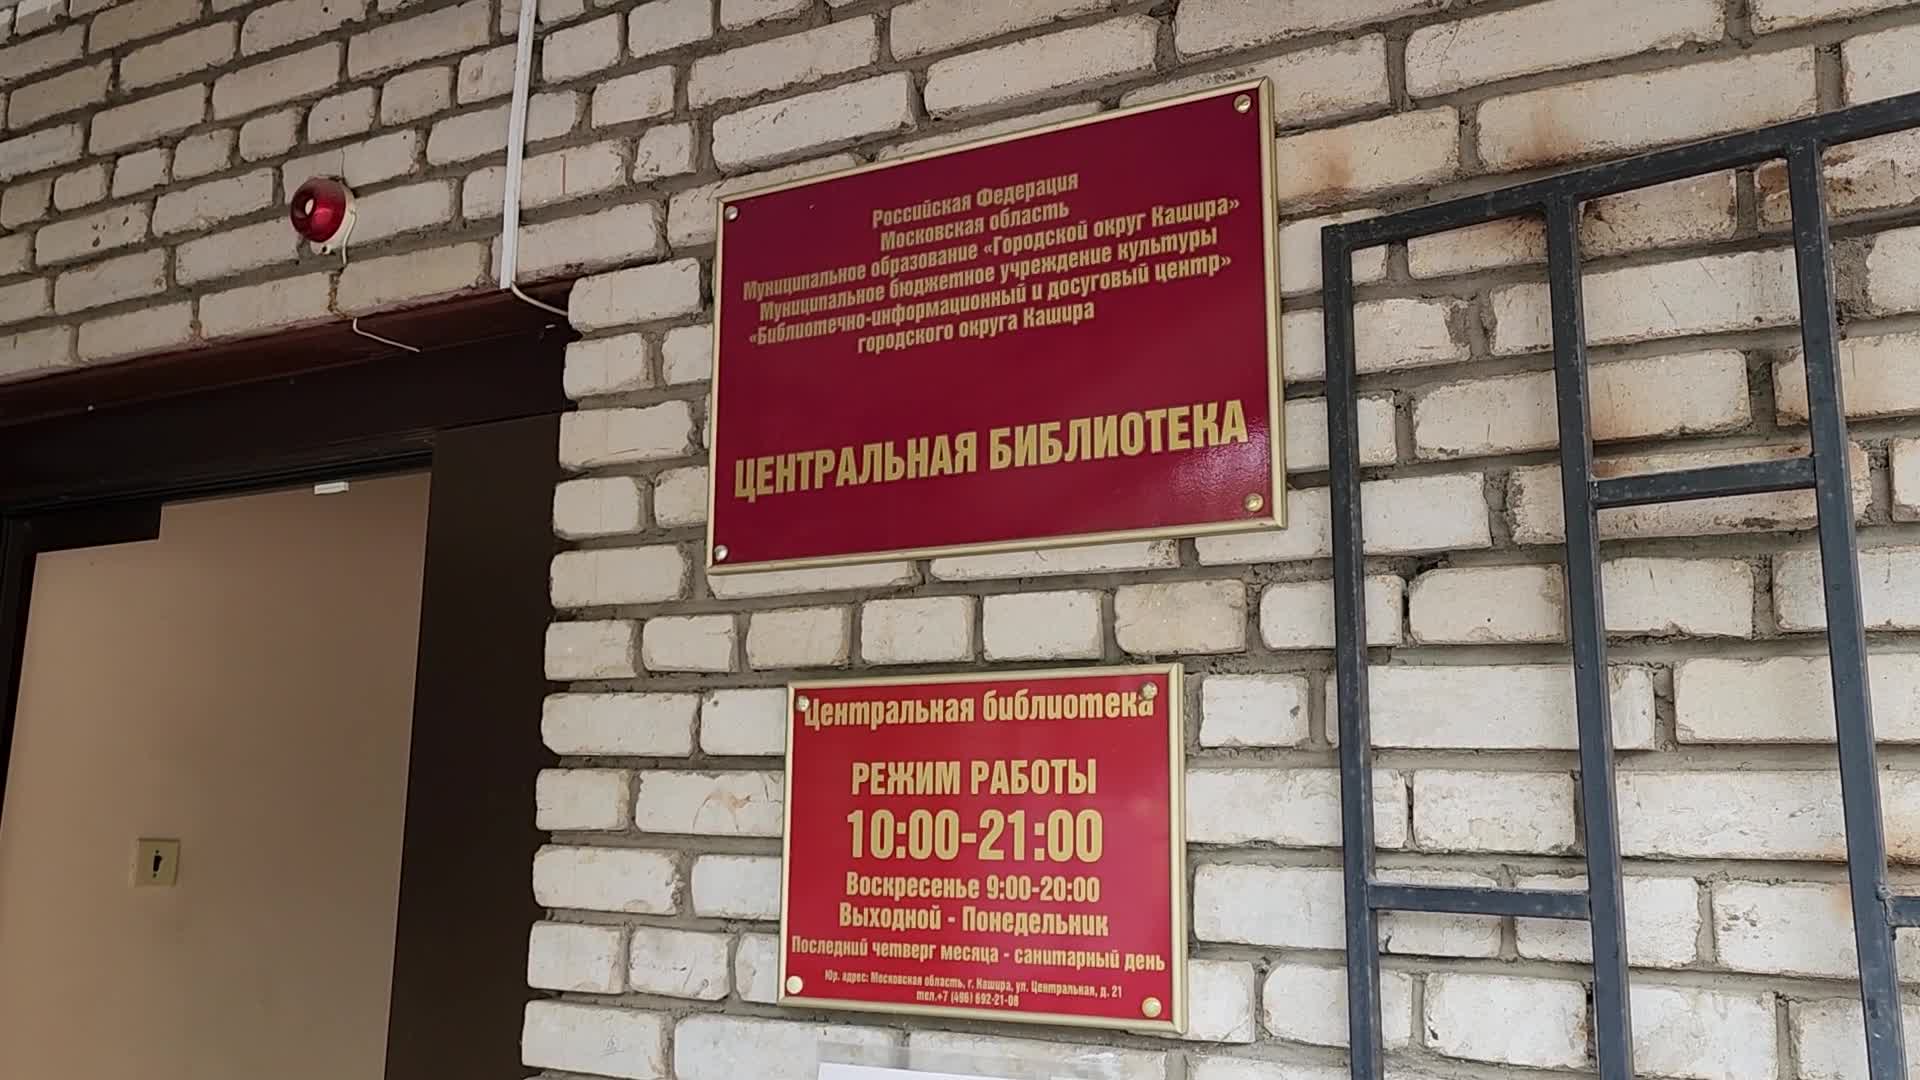 Российская Федерация
Московская область
Муниципальное образование «Городской округ Кашира»
Муниципальное бюджетное учреждение культуры
«Библиотечно-информационный и досуговый центр»
городского округа Кашира
ЦЕНТРАЛЬНАЯ БИБЛИОТЕКА
Центральная библиотека
РЕЖИМ РАБОТЫ
10:00-21:00
Воскресенье 9:00-20:00
Выходной - Понедельник
Последний четверг месяца - санитарный день
Юр. адрес: Московская область, г. Кашира, ул. Центральная, д. 21
тел.+7 (496) 692-21-08